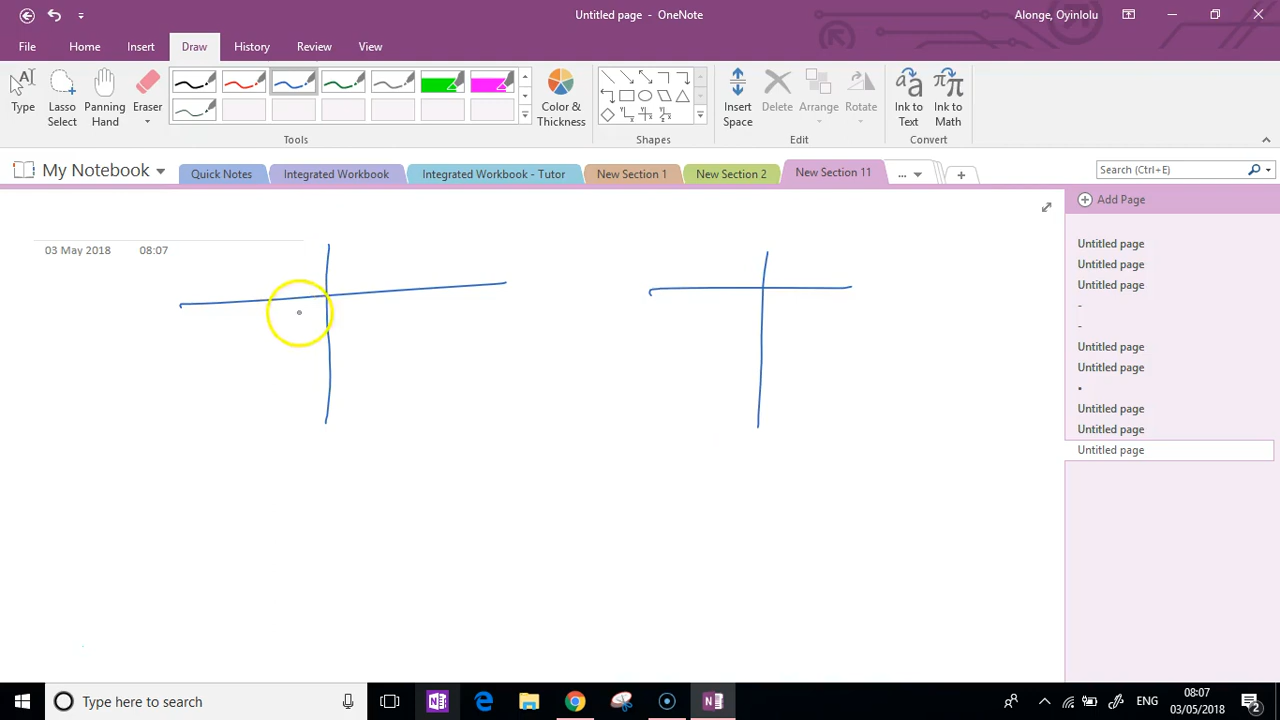 Untitled page - OneNote
Alonge, Oyinlolu
File
Home
Insert
Draw
History
Review
View
Type
Lasso Select
Panning Hand
Eraser
Color & Thickness
Insert Space
Delete
Arrange
Rotate
Ink to Text
Ink to Math
Tools
Shapes
Edit
Convert
My Notebook
Quick Notes
Integrated Workbook
Integrated Workbook - Tutor
New Section 1
New Section 2
New Section 11
...
Search (Ctrl+E)
Add Page
03 May 2018
08:07
Untitled page
Untitled page
Untitled page
-
-
Untitled page
Untitled page
•
Untitled page
Untitled page
Untitled page
Type here to search
ENG
08:07
03/05/2018
2